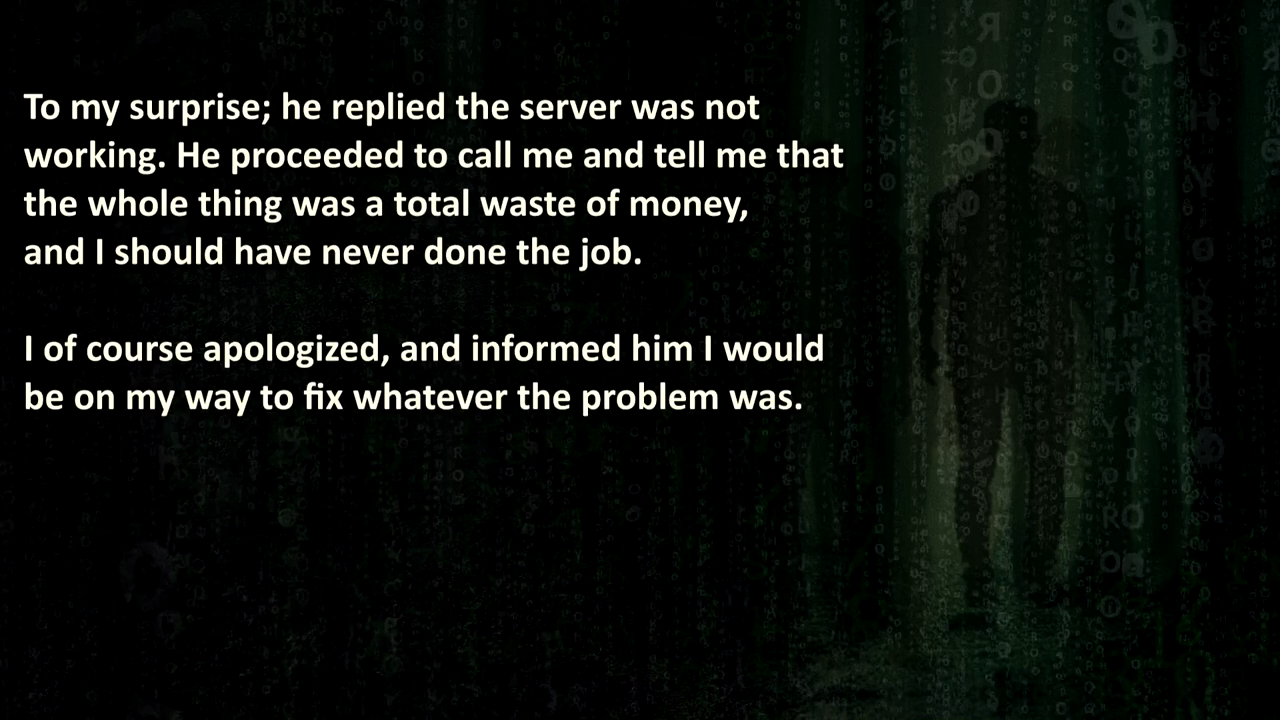 To my surprise; he replied the server was not
working. He proceeded to call me and tell me that
the whole thing was a total waste of money,
and I should have never done the job.
I of course apologized, and informed him I would
be on my way to fix whatever the problem was.